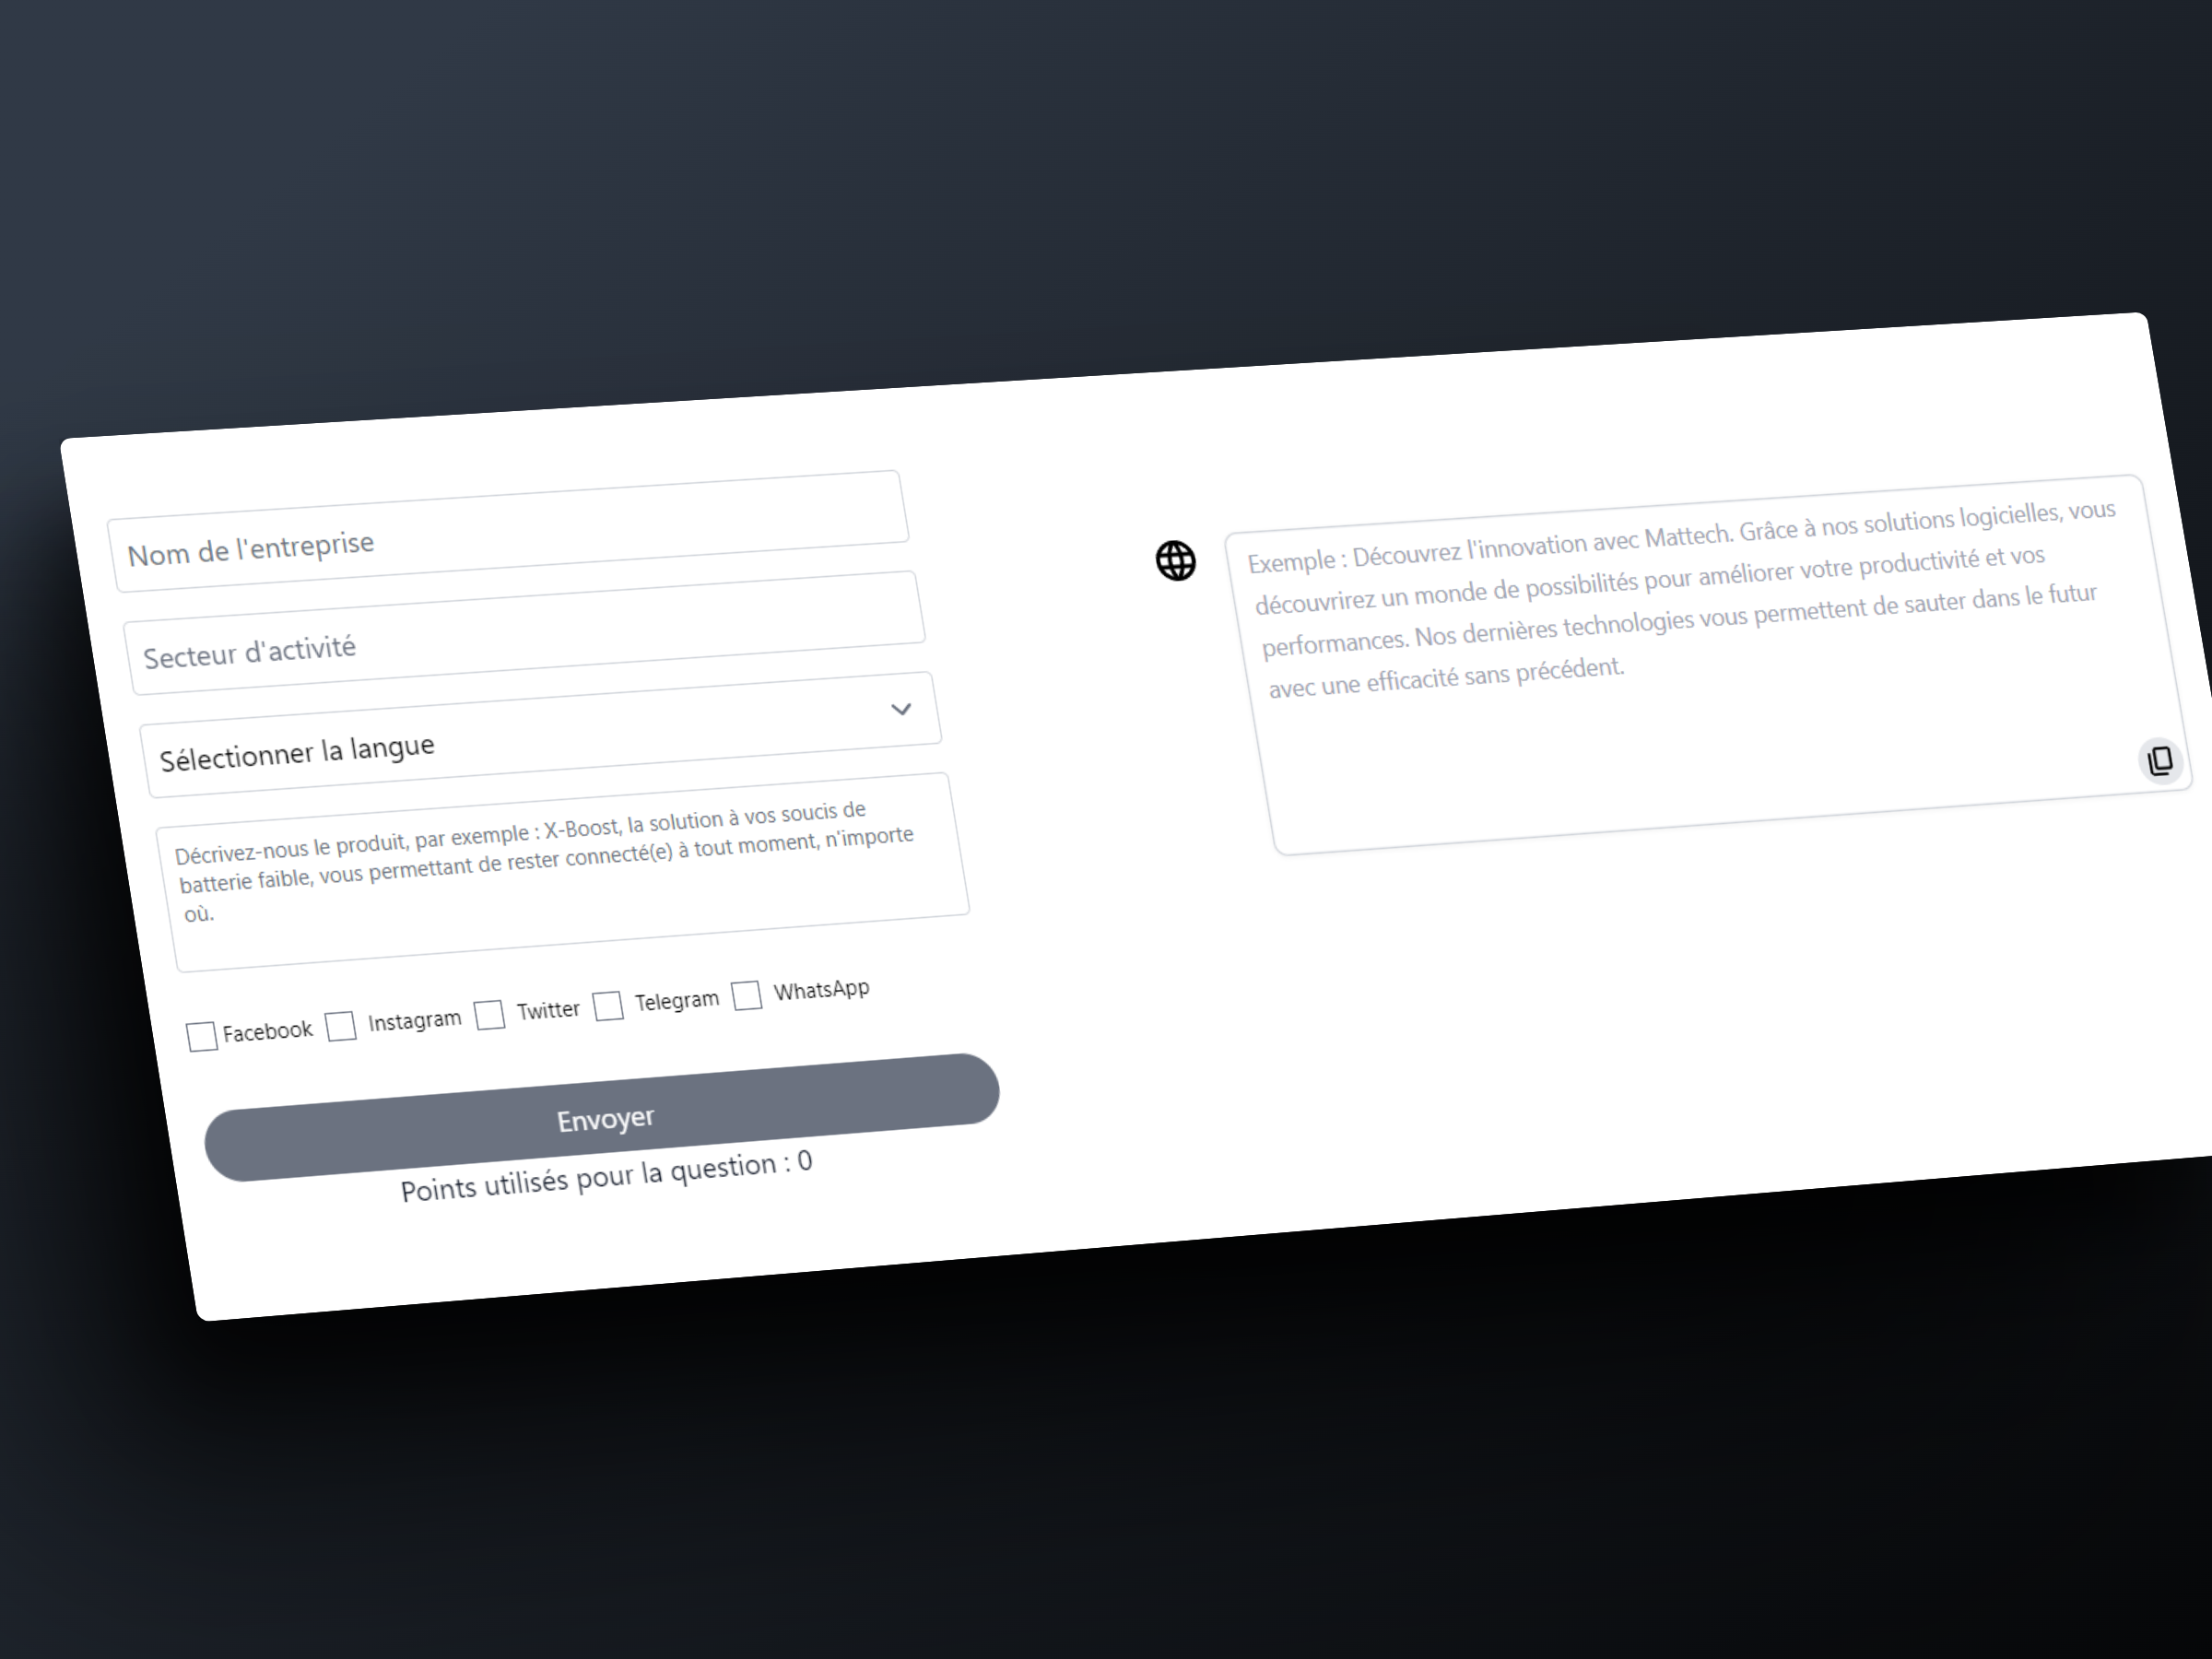 Nom de l'entreprise
Secteur d'activité
Sélectionner la langue
Décrivez-nous le produit, par exemple : X-Boost, la solution à vos soucis de
batterie faible, vous permettant de rester connecté(e) à tout moment, n'importe
où.
Facebook Instagram Twitter Telegram WhatsApp
Envoyer
Points utilisés pour la question : 0
Exemple : Découvrez l'innovation avec Mattech. Grâce à nos solutions logicielles, vous
découvrirez un monde de possibilités pour améliorer votre productivité et vos
performances. Nos dernières technologies vous permettent de sauter dans le futur
avec une efficacité sans précédent.